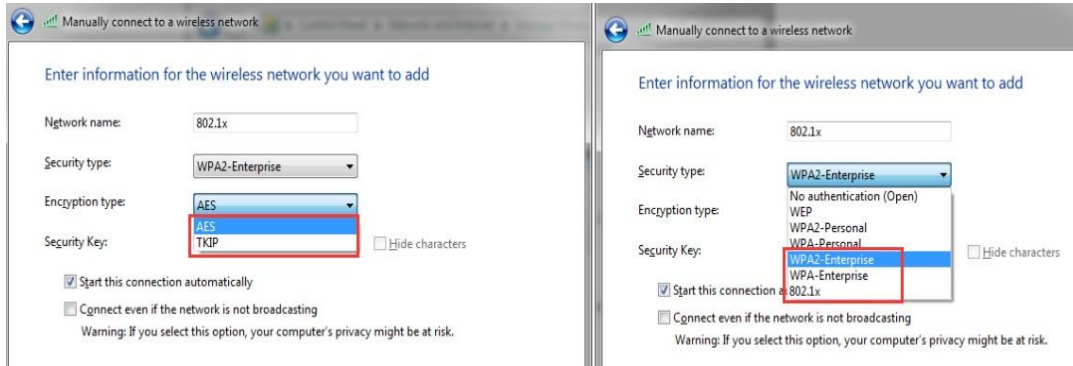 Manually connect to a wireless network
Enter information for the wireless network you want to add
Network name: 802.1x
Security type: WPA2-Enterprise
Encryption type: AES
AES
TKIP
Security Key: Hide characters
Start this connection automatically
Connect even if the network is not broadcasting
Warning: If you select this option, your computer's privacy might be at risk.
Manually connect to a wireless network
Enter information for the wireless network you want to add
Network name: 802.1x
Security type: WPA2-Enterprise
No authentication (Open)
Encryption type: WEP
WPA2-Personal
WPA-Personal
Security Key: WPA2-Enterprise Hide characters
WPA-Enterprise
Start this connection a 802.1x
Connect even if the network is not broadcasting
Warning: If you select this option, your computer's privacy might be at risk.